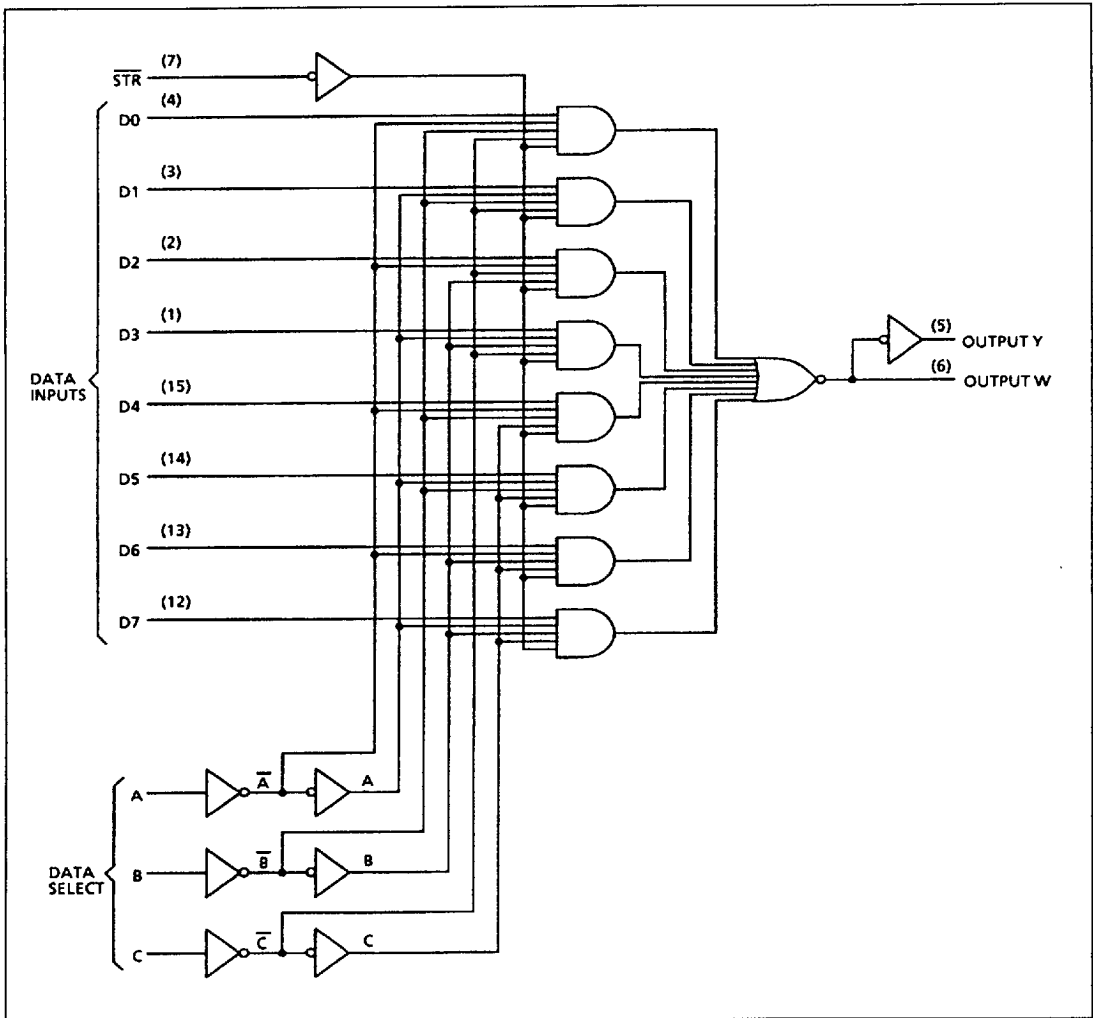 (7)
S̅T̅R̅
(4)
D0
(3)
D1
(2)
D2
(1)
D3
DATA
INPUTS
(15)
D4
(14)
D5
(13)
D6
(12)
D7
(5)
OUTPUT Y
(6)
OUTPUT W
DATA
SELECT
A
A̅
A
B
B̅
B
C
C̅
C